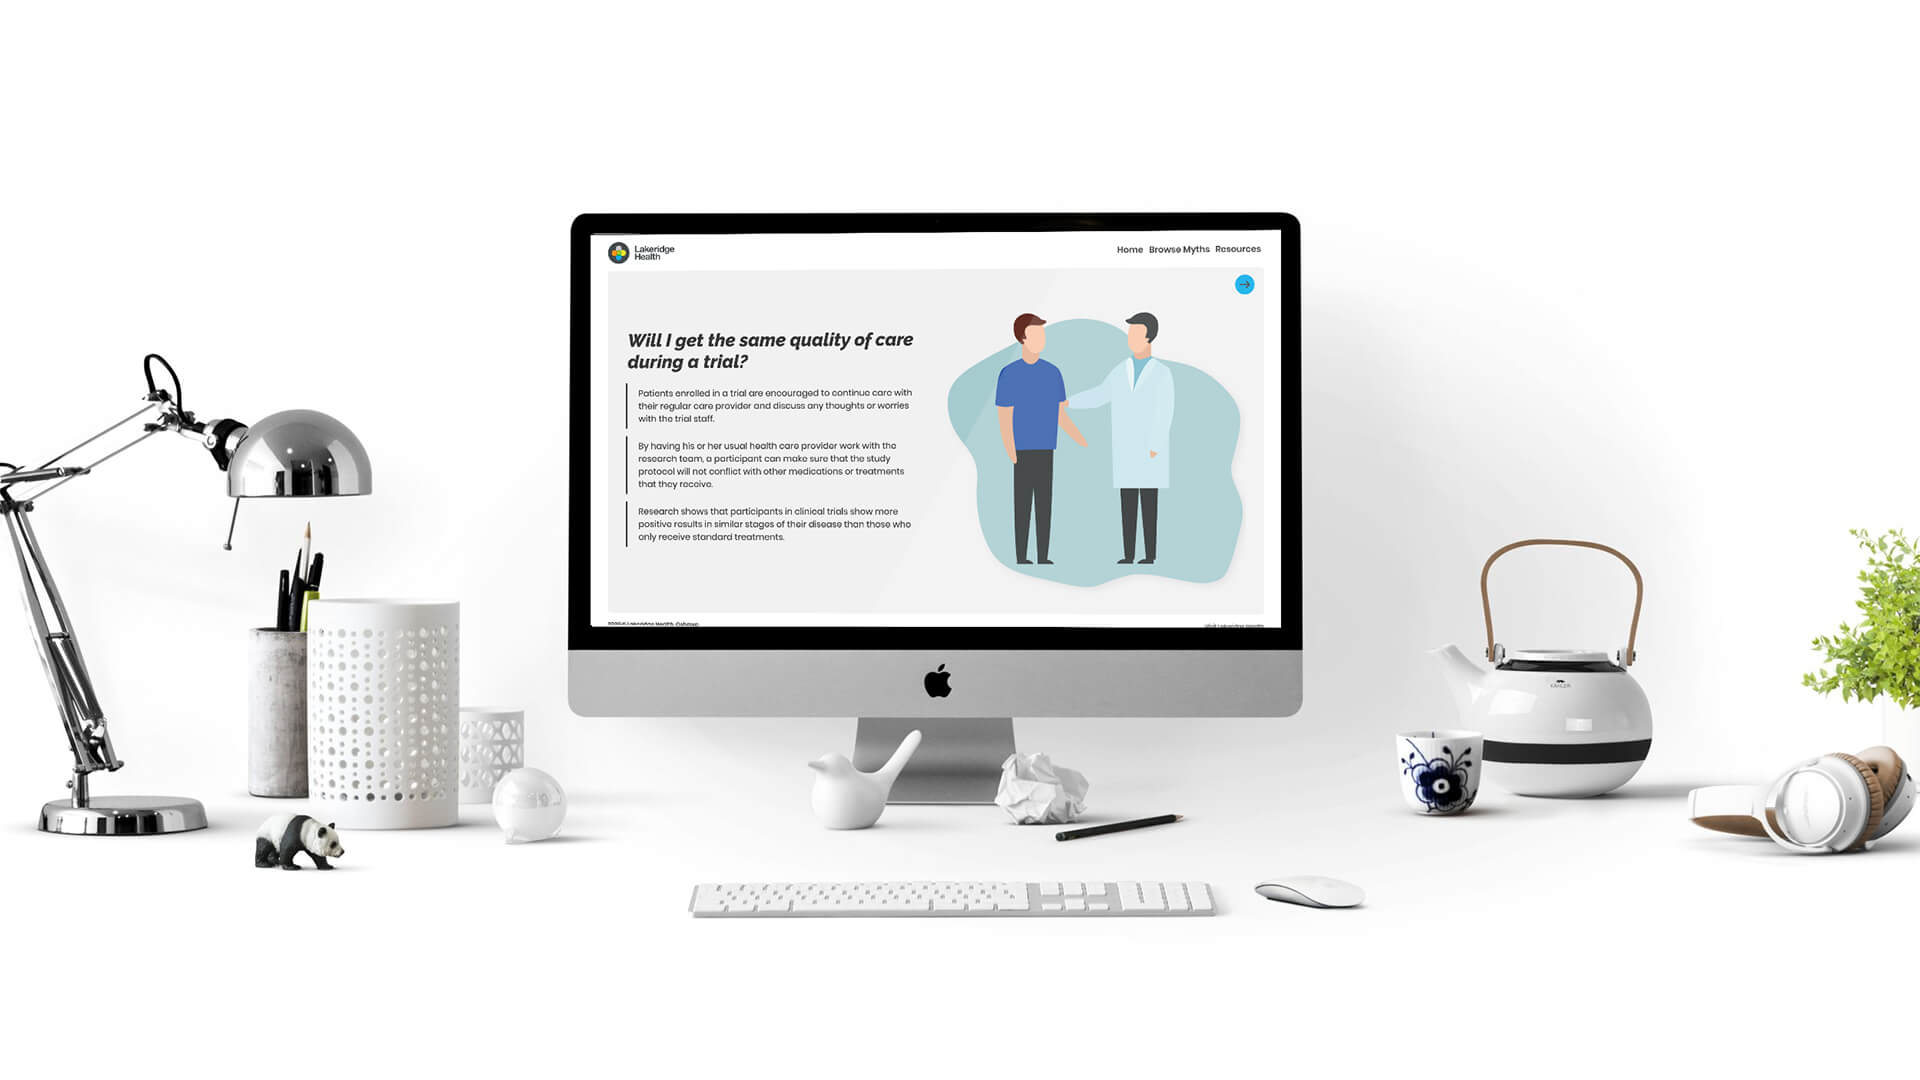 Lakeridge
Health
Home Browse Myths Resources
Will I get the same quality of care
during a trial?
Patients enrolled in a trial are encouraged to continue care with
their regular care provider and discuss any thoughts or worries
with the trial staff.
By having his or her usual health care provider work with the
research team, a participant can make sure that the study
protocol will not conflict with other medications or treatments
that they receive.
Research shows that participants in clinical trials show more
positive results in similar stages of their disease than those who
only receive standard treatments.
KÄHLER